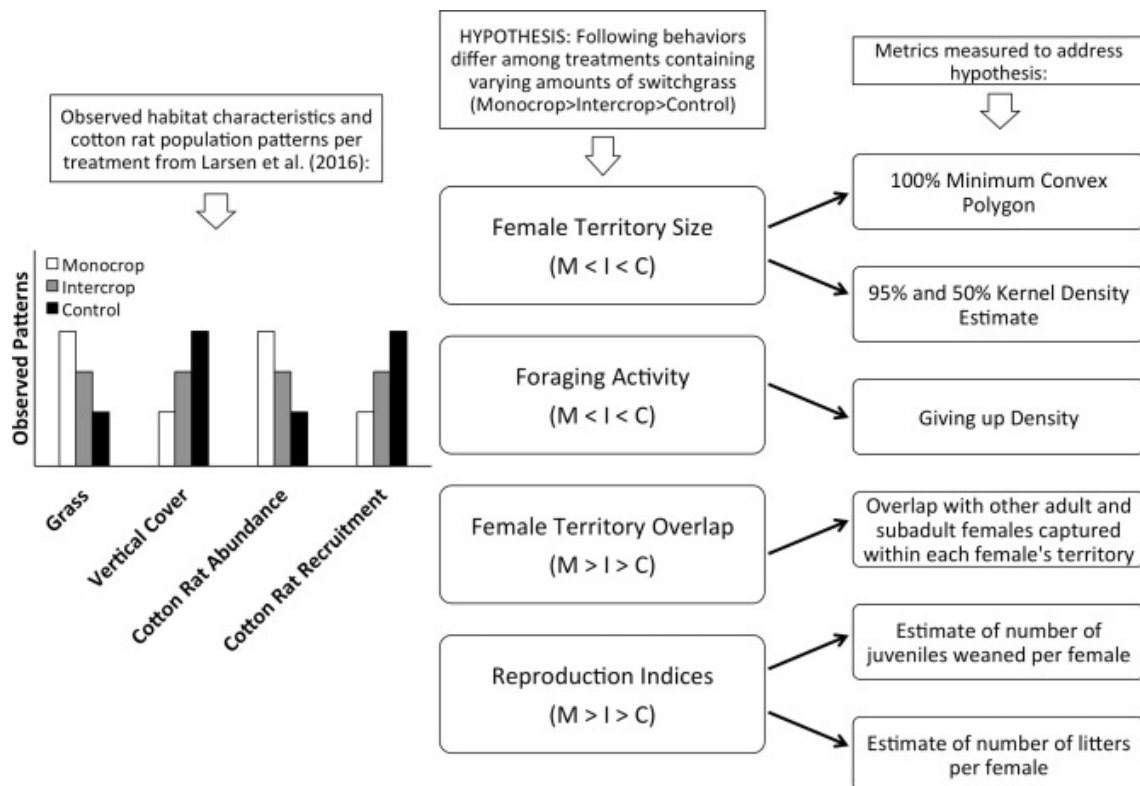 Observed habitat characteristics and
cotton rat population patterns per
treatment from Larsen et al. (2016):
Observed Patterns
Monocrop
Intercrop
Control
Grass
Vertical Cover
Cotton Rat Abundance
Cotton Rat Recruitment
HYPOTHESIS: Following behaviors
differ among treatments containing
varying amounts of switchgrass
(Monocrop>Intercrop>Control)
Female Territory Size
(M < I < C)
Foraging Activity
(M < I < C)
Female Territory Overlap
(M > I > C)
Reproduction Indices
(M > I > C)
Metrics measured to address
hypothesis:
100% Minimum Convex
Polygon
95% and 50% Kernel Density
Estimate
Giving up Density
Overlap with other adult and
subadult females captured
within each female's territory
Estimate of number of
juveniles weaned per female
Estimate of number of litters
per female